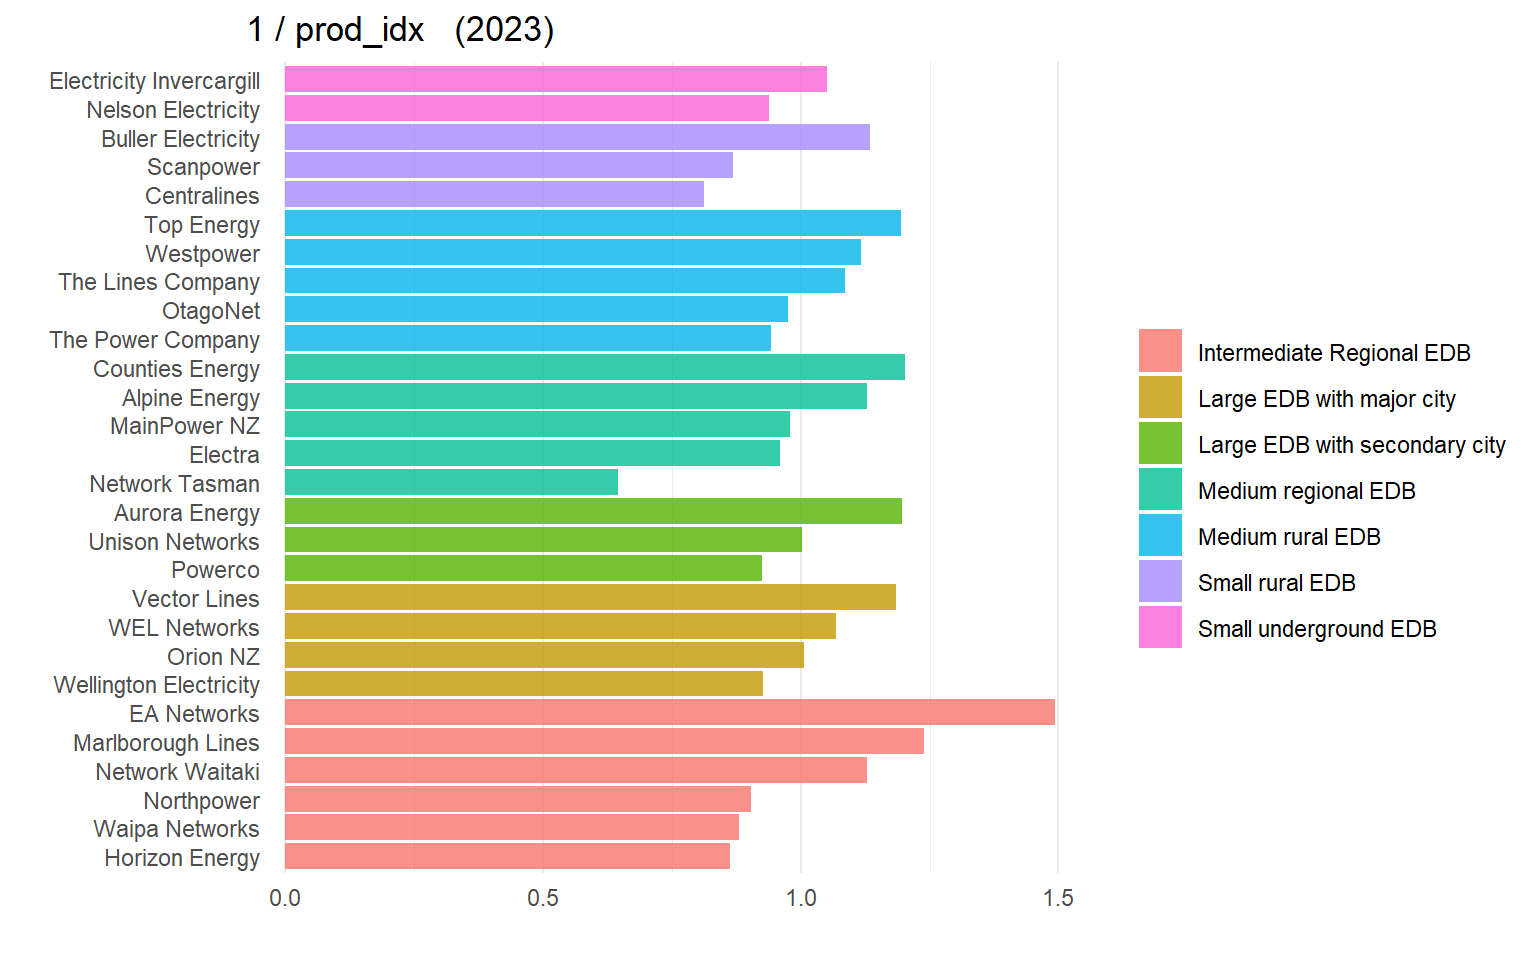 1 / prod_idx (2023)
Electricity Invercargill
Nelson Electricity
Buller Electricity
Scanpower
Centralines
Top Energy
Westpower
The Lines Company
OtagoNet
The Power Company
Counties Energy
Alpine Energy
MainPower NZ
Electra
Network Tasman
Aurora Energy
Unison Networks
Powerco
Vector Lines
WEL Networks
Orion NZ
Wellington Electricity
EA Networks
Marlborough Lines
Network Waitaki
Northpower
Waipa Networks
Horizon Energy
0.0 0.5 1.0 1.5
Intermediate Regional EDB
Large EDB with major city
Large EDB with secondary city
Medium regional EDB
Medium rural EDB
Small rural EDB
Small underground EDB